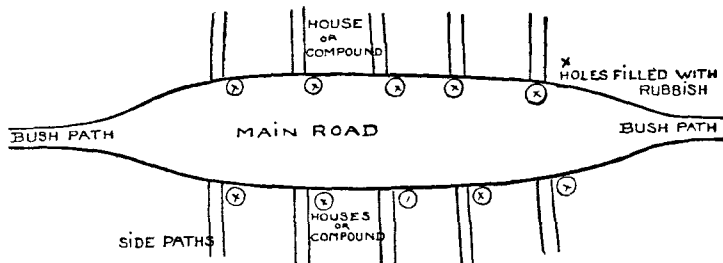 HOUSE
OR
COMPOUND
x
HOLES FILLED WITH
RUBBISH
BUSH PATH
MAIN ROAD
BUSH PATH
SIDE PATHS
HOUSES
OR
COMPOUND